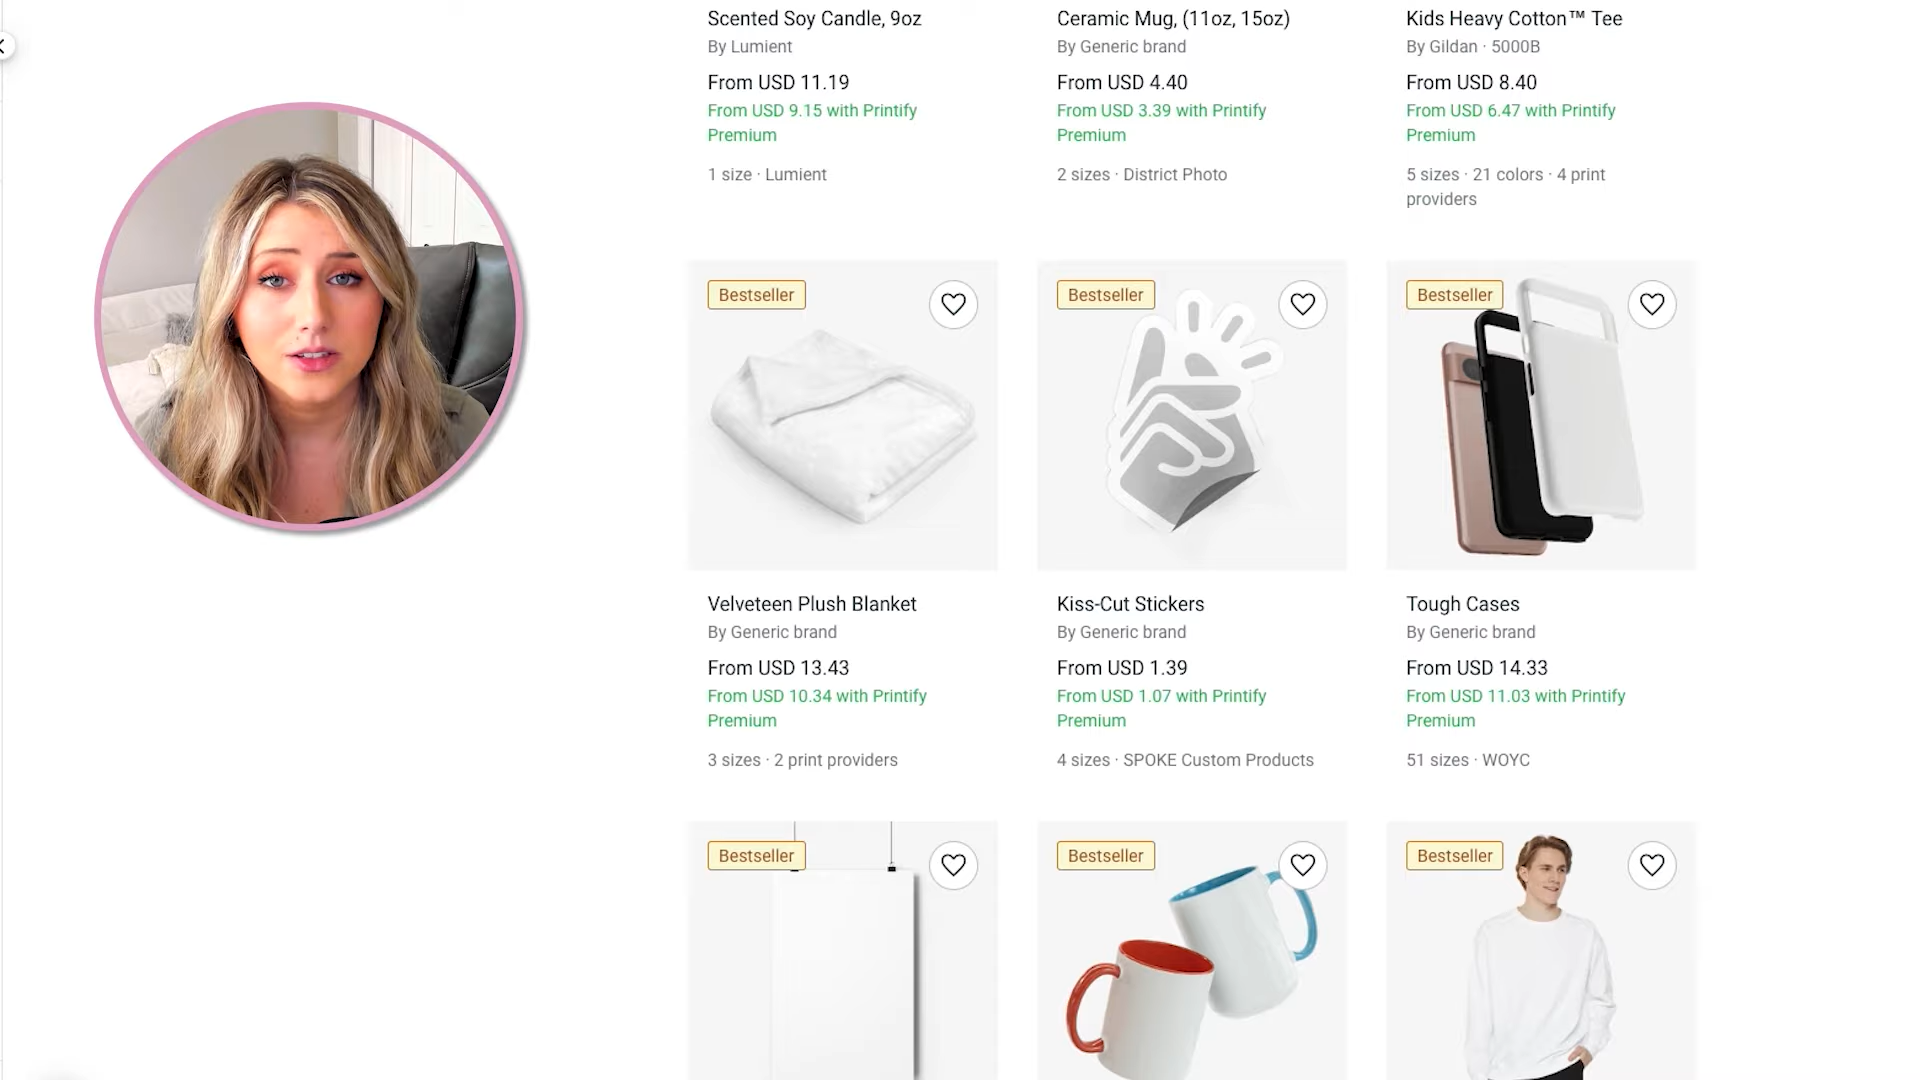 Scented Soy Candle, 9oz
By Lumient
From USD 11.19
From USD 9.15 with Printify
Premium
1 size · Lumient
Ceramic Mug, (11oz, 15oz)
By Generic brand
From USD 4.40
From USD 3.39 with Printify
Premium
2 sizes · District Photo
Kids Heavy Cotton™ Tee
By Gildan · 5000B
From USD 8.40
From USD 6.47 with Printify
Premium
5 sizes · 21 colors · 4 print
providers
Bestseller
Velveteen Plush Blanket
By Generic brand
From USD 13.43
From USD 10.34 with Printify
Premium
3 sizes · 2 print providers
Bestseller
Kiss-Cut Stickers
By Generic brand
From USD 1.39
From USD 1.07 with Printify
Premium
4 sizes · SPOKE Custom Products
Bestseller
Tough Cases
By Generic brand
From USD 14.33
From USD 11.03 with Printify
Premium
51 sizes · WOYC
Bestseller
Bestseller
Bestseller